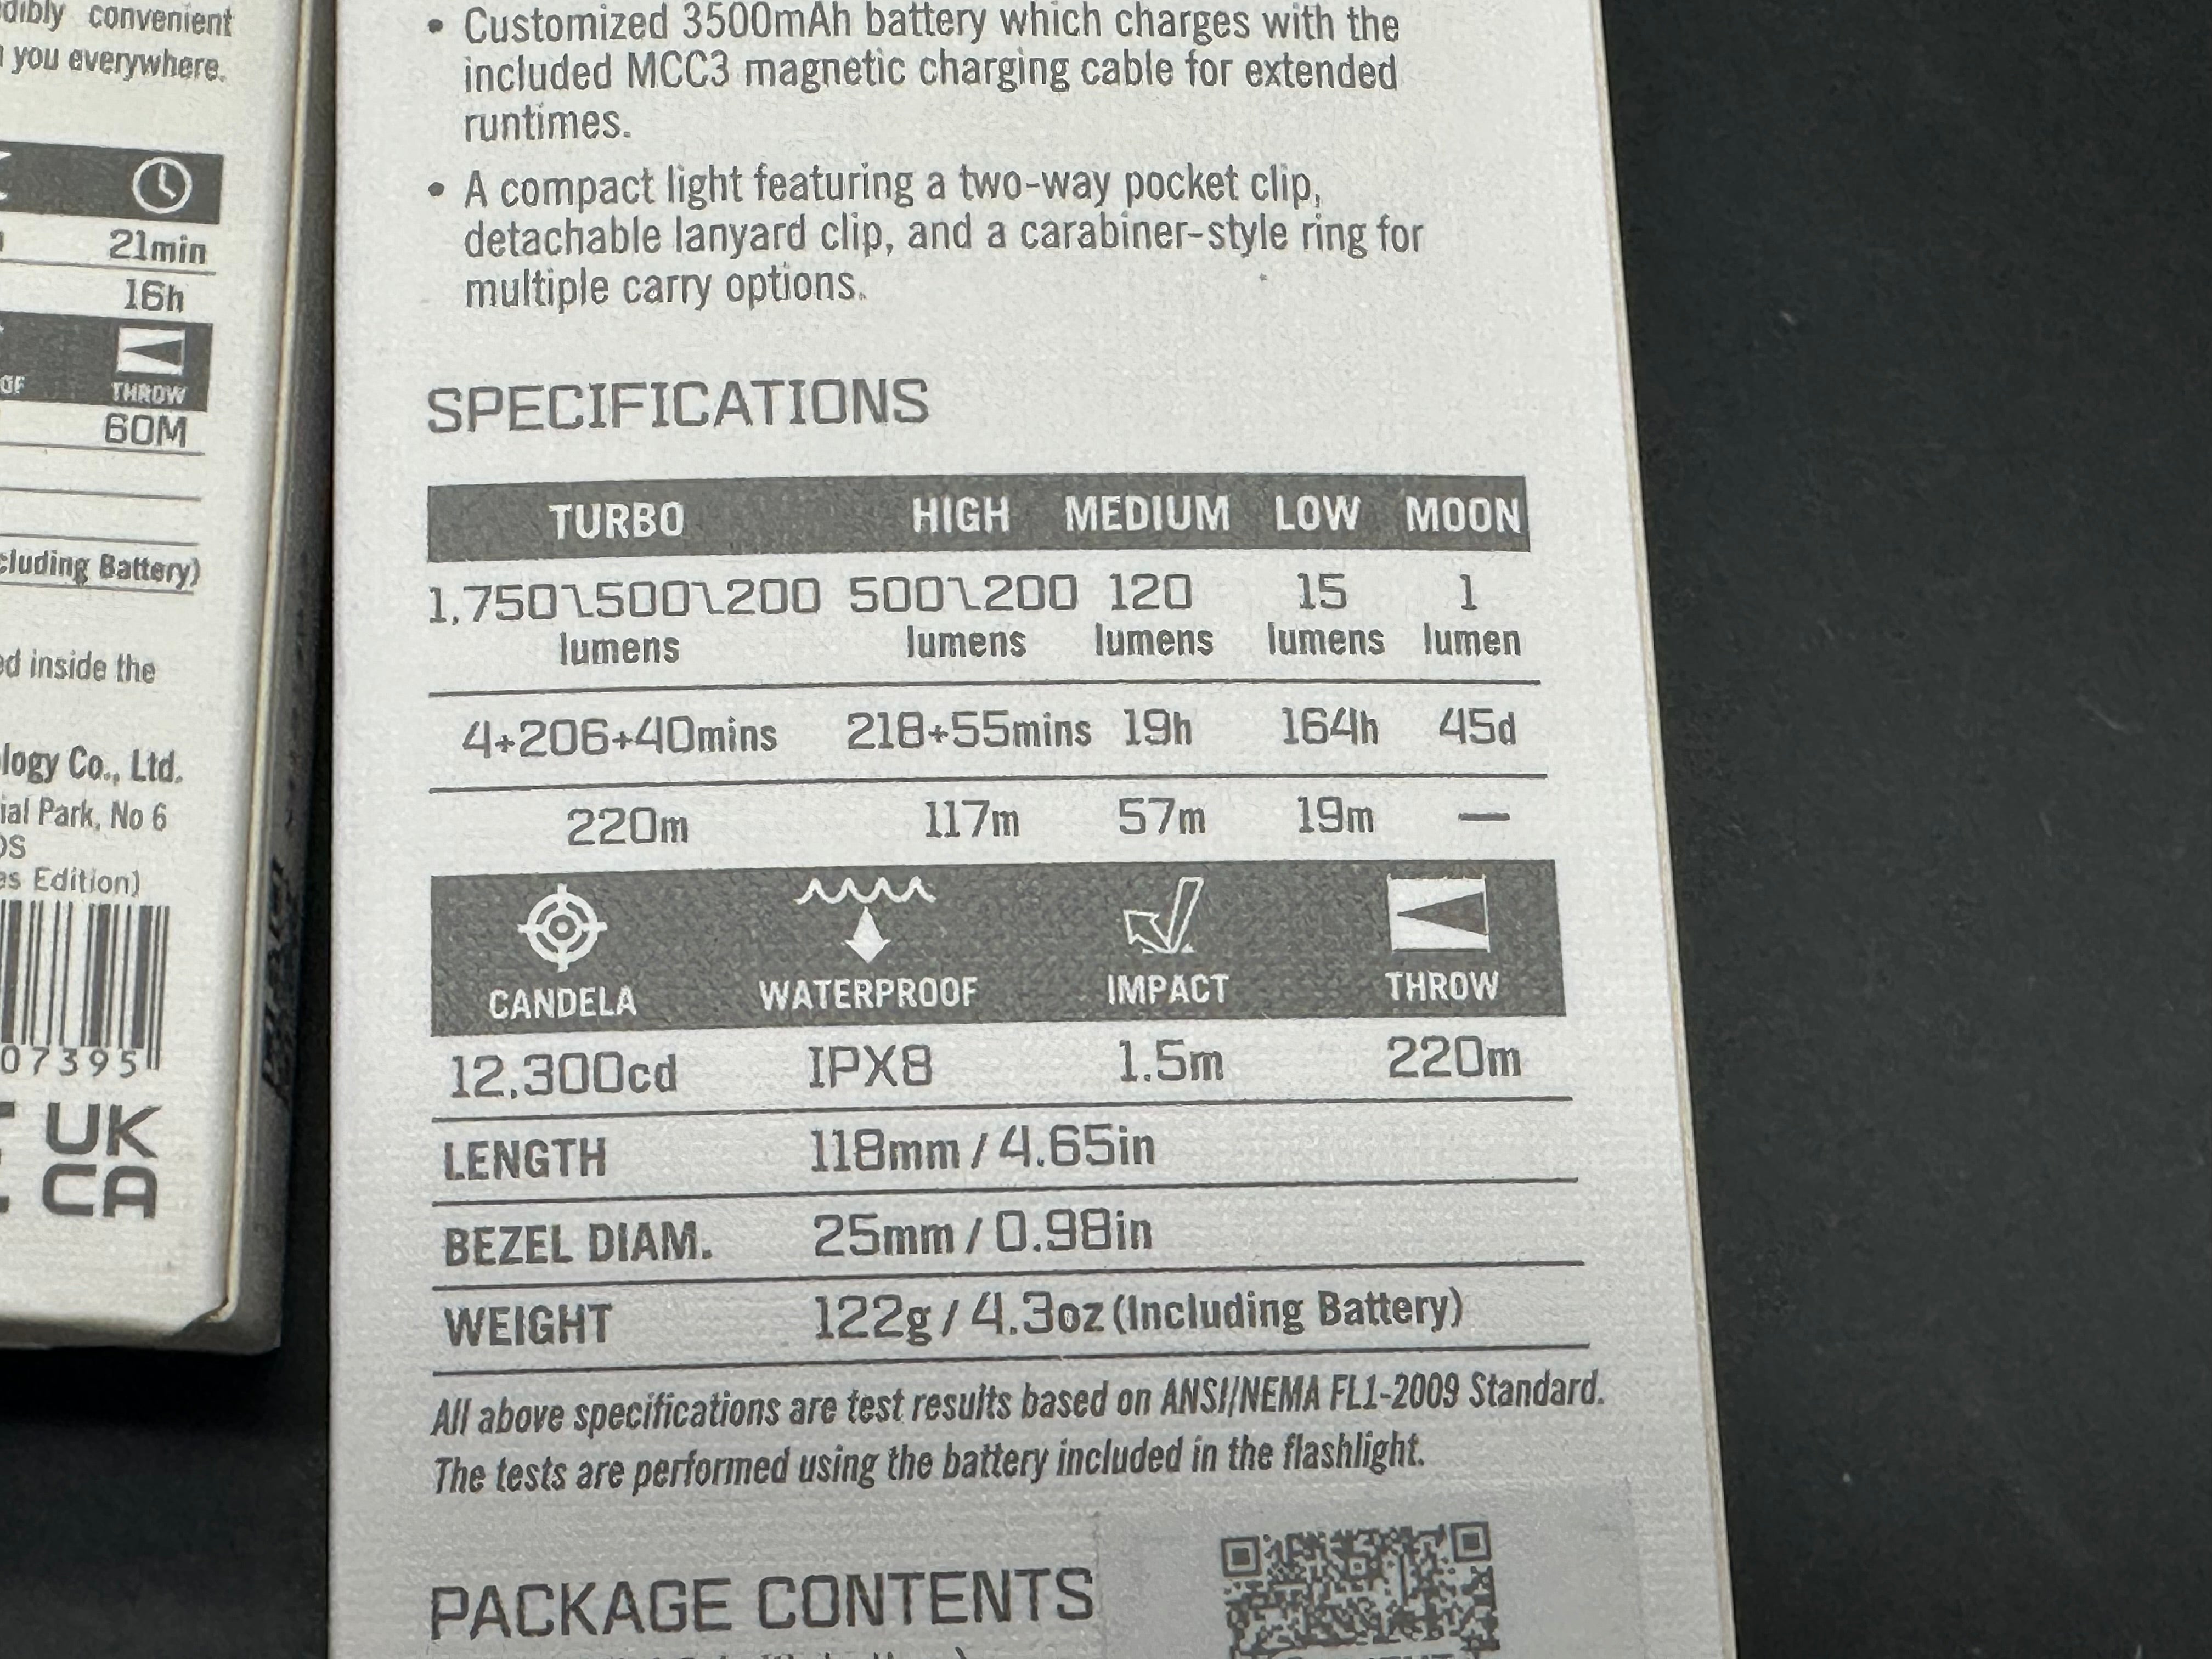 convenient
you everywhere.
21min
16h
THROW
60M
Battery)
inside the
Co., Ltd.
Park, No 6
Edition)
07395
UK
CA
• Customized 3500mAh battery which charges with the
included MCC3 magnetic charging cable for extended
runtimes.
• A compact light featuring a two-way pocket clip,
detachable lanyard clip, and a carabiner-style ring for
multiple carry options.
SPECIFICATIONS
TURBO HIGH MEDIUM LOW MOON
1,750~500~200 500~200 120 15 1
lumens lumens lumens lumens lumen
4+206+40mins 218+55mins 19h 164h 45d
220m 117m 57m 19m —
CANDELA WATERPROOF IMPACT THROW
12,300cd IPX8 1.5m 220m
LENGTH 118mm / 4.65in
BEZEL DIAM. 25mm / 0.98in
WEIGHT 122g / 4.3oz (Including Battery)
All above specifications are test results based on ANSI/NEMA FL1-2009 Standard.
The tests are performed using the battery included in the flashlight.
PACKAGE CONTENTS